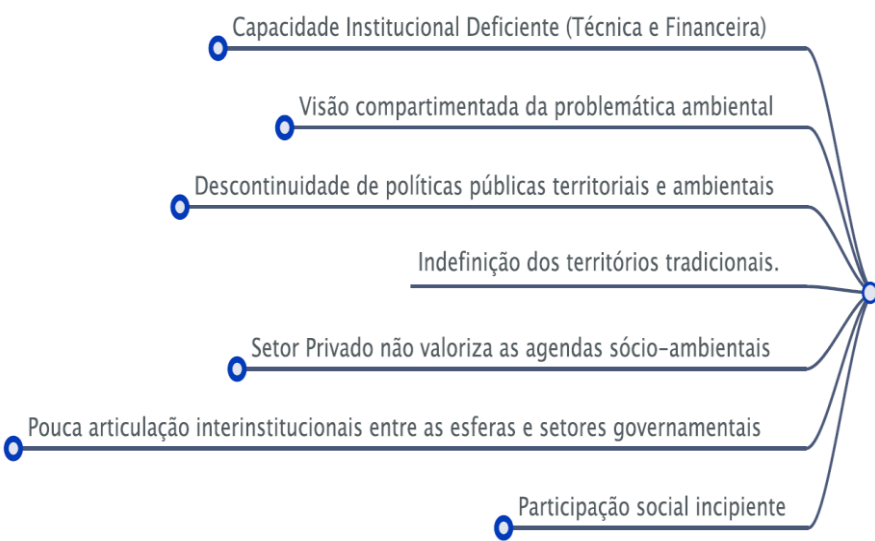 Capacidade Institucional Deficiente (Técnica e Financeira)
Visão compartimentada da problemática ambiental
Descontinuidade de políticas públicas territoriais e ambientais
Indefinição dos territórios tradicionais.
Setor Privado não valoriza as agendas sócio-ambientais
Pouca articulação interinstitucionais entre as esferas e setores governamentais
Participação social incipiente